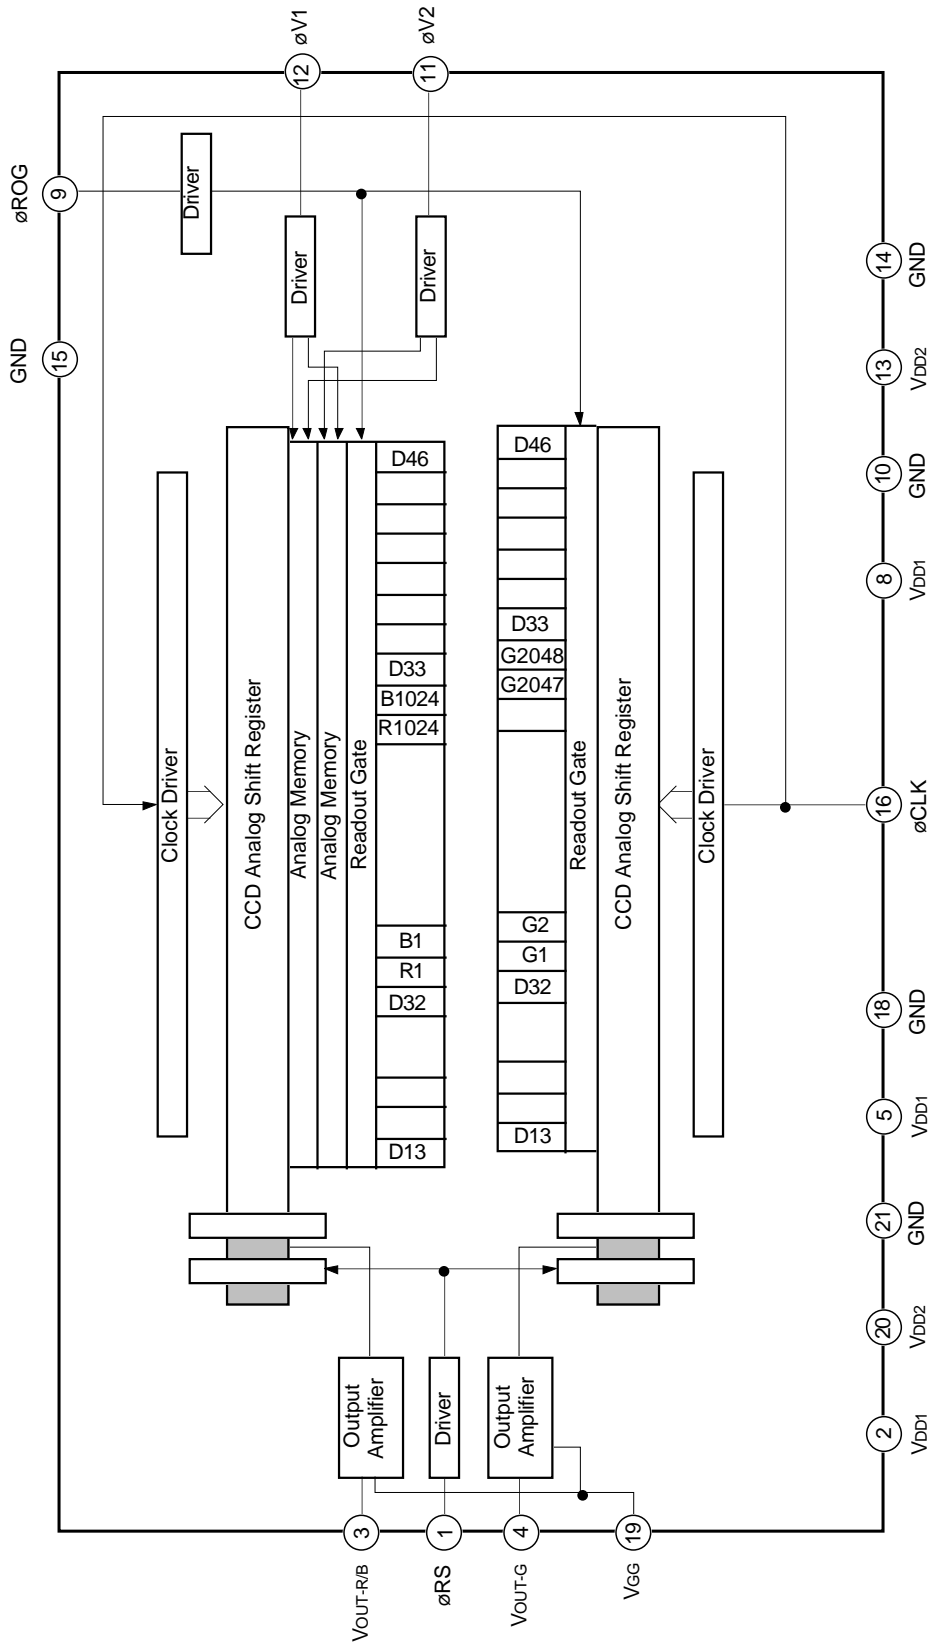 øV1
12
øV2
11
øROG
9
Driver
Driver
Driver
GND
15
14
GND
13
VDD2
10
GND
8
VDD1
16
øCLK
18
GND
5
VDD1
21
GND
20
VDD2
2
VDD1
Clock Driver
CCD Analog Shift Register
Analog Memory
Analog Memory
Readout Gate
D46
D33
B1024
R1024
B1
R1
D32
D13
D46
D33
G2048
G2047
G2
G1
D32
D13
Readout Gate
CCD Analog Shift Register
Clock Driver
Output
Amplifier
Driver
Output
Amplifier
3
VOUT-R/B
1
øRS
4
VOUT-G
19
VGG